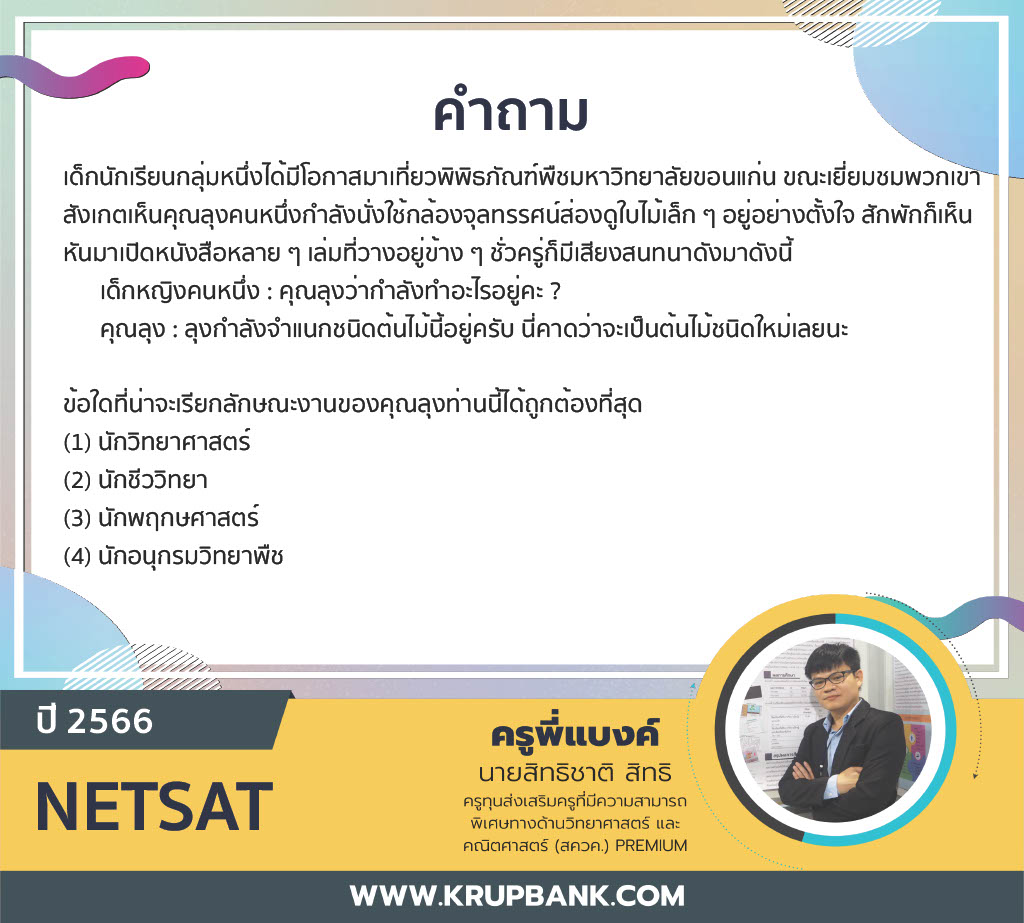 คำถาม
เด็กนักเรียนกลุ่มหนึ่งได้มีโอกาสมาเที่ยวพิพิธภัณฑ์พืชมหาวิทยาลัยขอนแก่น ขณะเยี่ยมชมพวกเขา
สังเกตเห็นคุณลุงคนหนึ่งกำลังนั่งใช้กล้องจุลทรรศน์ส่องดูใบไม้เล็ก ๆ อยู่อย่างตั้งใจ สักพักก็เห็น
หันมาเปิดหนังสือหลาย ๆ เล่มที่วางอยู่ข้าง ๆ ชั่วครู่ก็มีเสียงสนทนาดังมาดังนี้
เด็กหญิงคนหนึ่ง : คุณลุงว่ากำลังทำอะไรอยู่คะ ?
คุณลุง : ลุงกำลังจำแนกชนิดต้นไม้นี้อยู่ครับ นี่คาดว่าจะเป็นต้นไม้ชนิดใหม่เลยนะ
ข้อใดที่น่าจะเรียกลักษณะงานของคุณลุงท่านนี้ได้ถูกต้องที่สุด
(1) นักวิทยาศาสตร์
(2) นักชีววิทยา
(3) นักพฤกษศาสตร์
(4) นักอนุกรมวิทยาพืช
ปี 2566
NETSAT
ครูพี่แบงค์
นายสิทธิชาติ สิทธิ
ครูทุนส่งเสริมครูที่มีความสามารถ
พิเศษทางด้านวิทยาศาสตร์ และ
คณิตศาสตร์ (สควค.) PREMIUM
WWW.KRUPBANK.COM